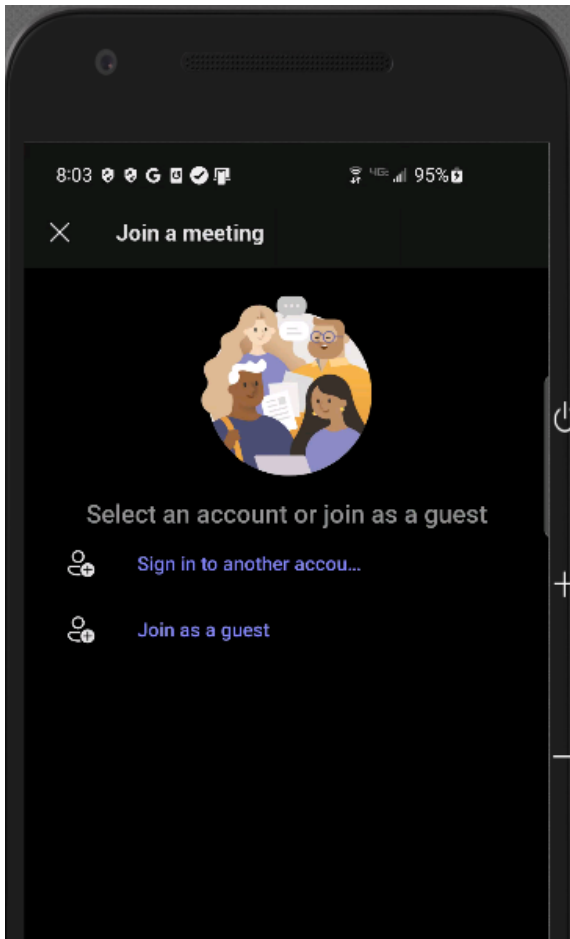 8:03 G 95%
Join a meeting
Select an account or join as a guest
Sign in to another accou...
Join as a guest